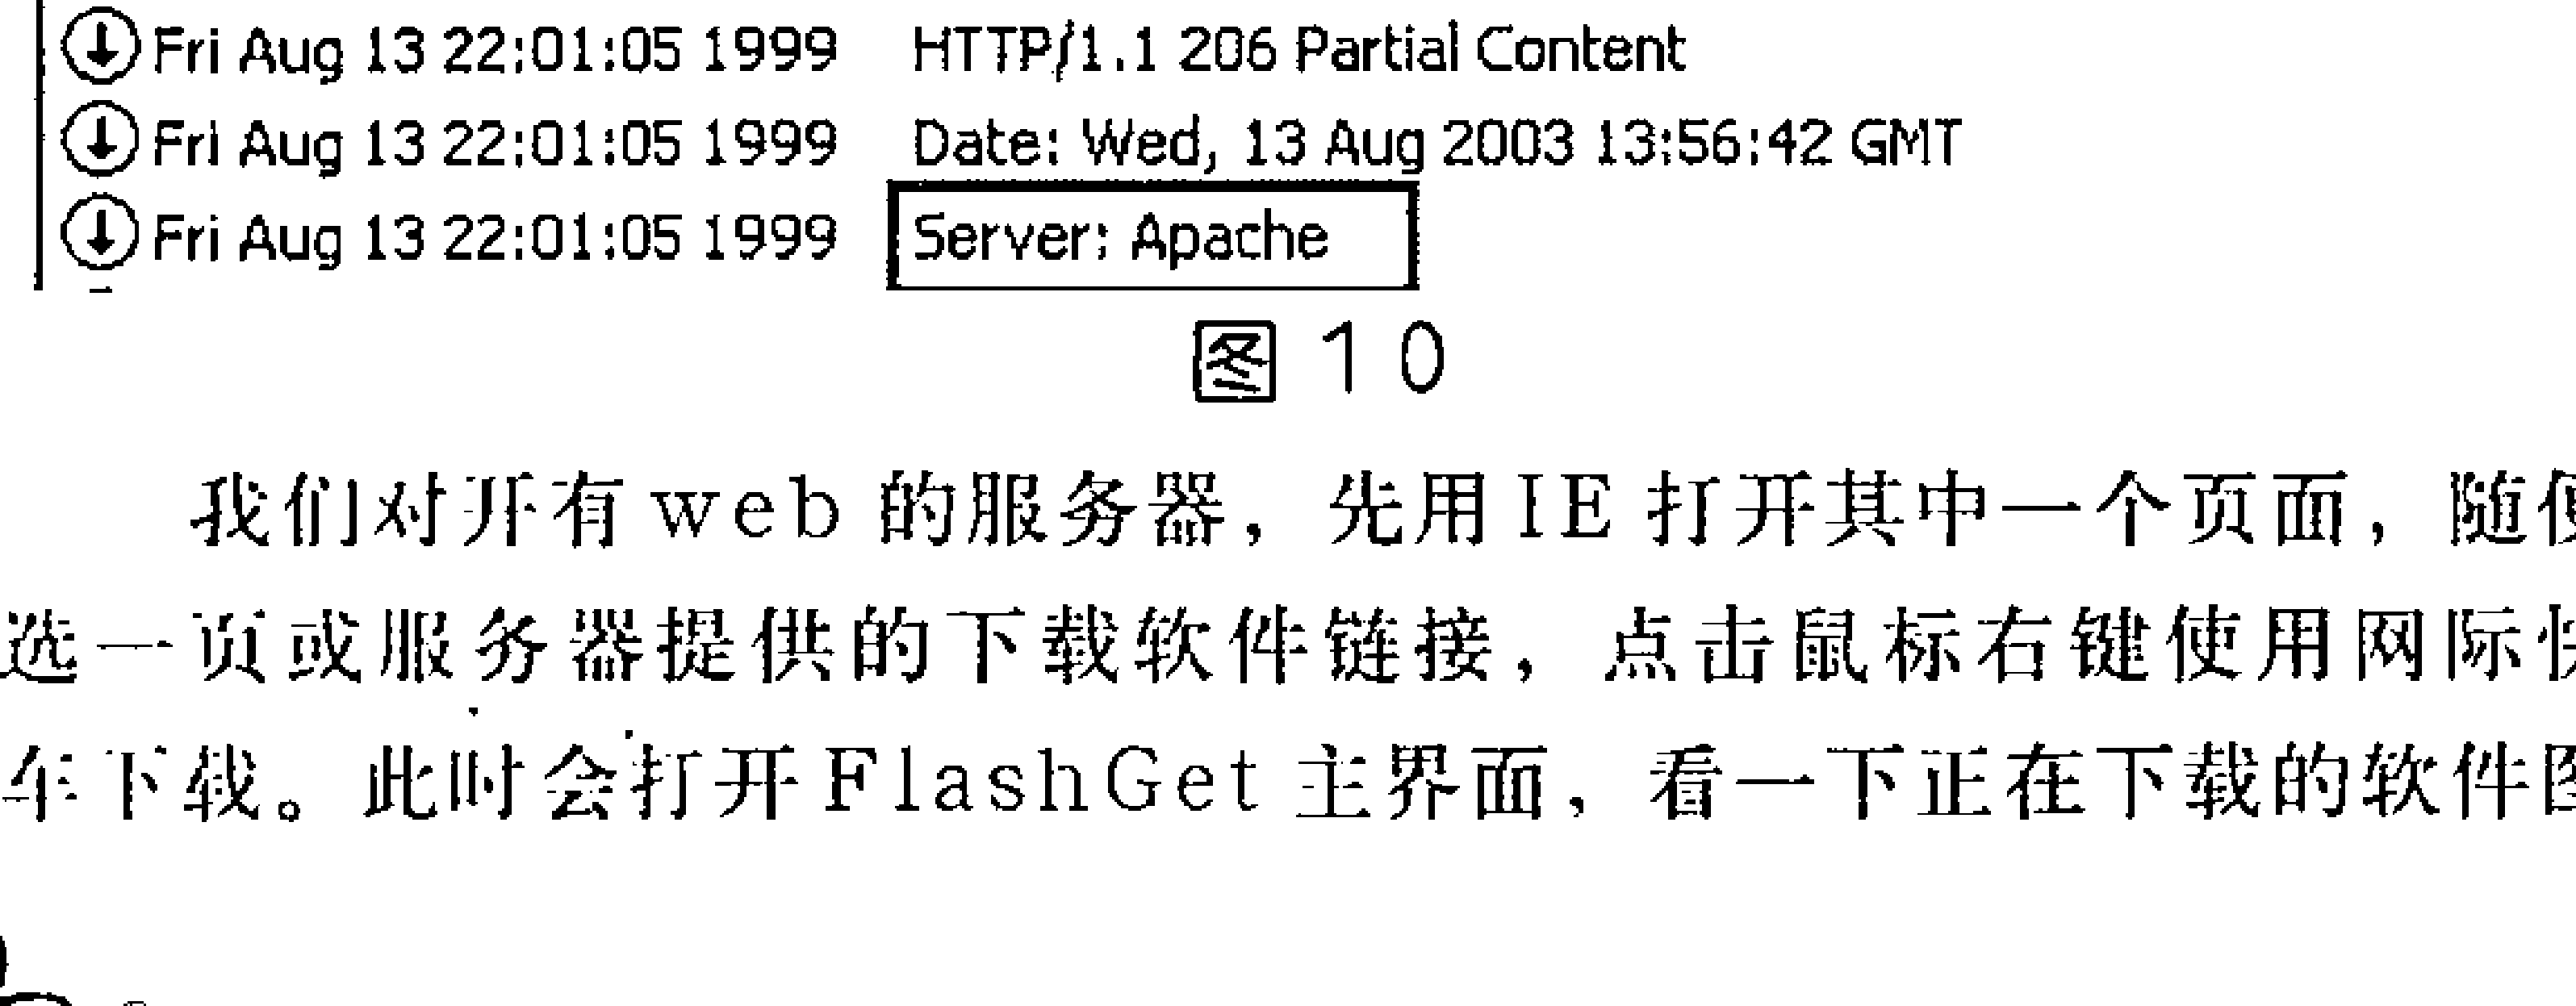 Fri Aug 13 22:01:05 1999 HTTP/1.1 206 Partial Content
Fri Aug 13 22:01:05 1999 Date: Wed, 13 Aug 2003 13:56:42 GMT
Fri Aug 13 22:01:05 1999 Server: Apache
图 10
我们对开有 web 的服务器，先用 IE 打开其中一个页面，随便
选一页或服务器提供的下载软件链接，点击鼠标右键使用网际快
车下载。此时会打开 FlashGet 主界面，看一下正在下载的软件图